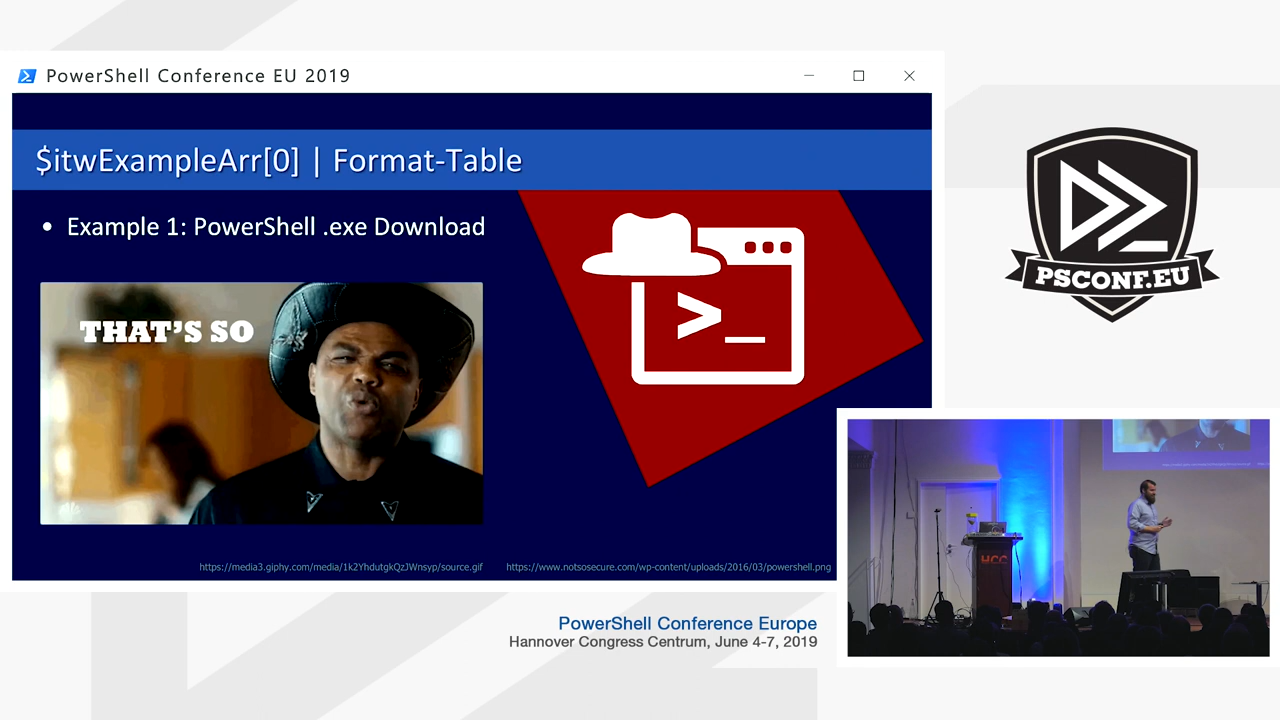 PowerShell Conference EU 2019
$itwExampleArr[0] | Format-Table
• Example 1: PowerShell .exe Download
THAT'S SO
>_
https://media3.giphy.com/media/1k2YhdutgkQzJWnsyp/source.gif
https://www.notsosecure.com/wp-content/uploads/2016/03/powershell.png
PSCONF.EU
HCC
PowerShell Conference Europe
Hannover Congress Centrum, June 4-7, 2019